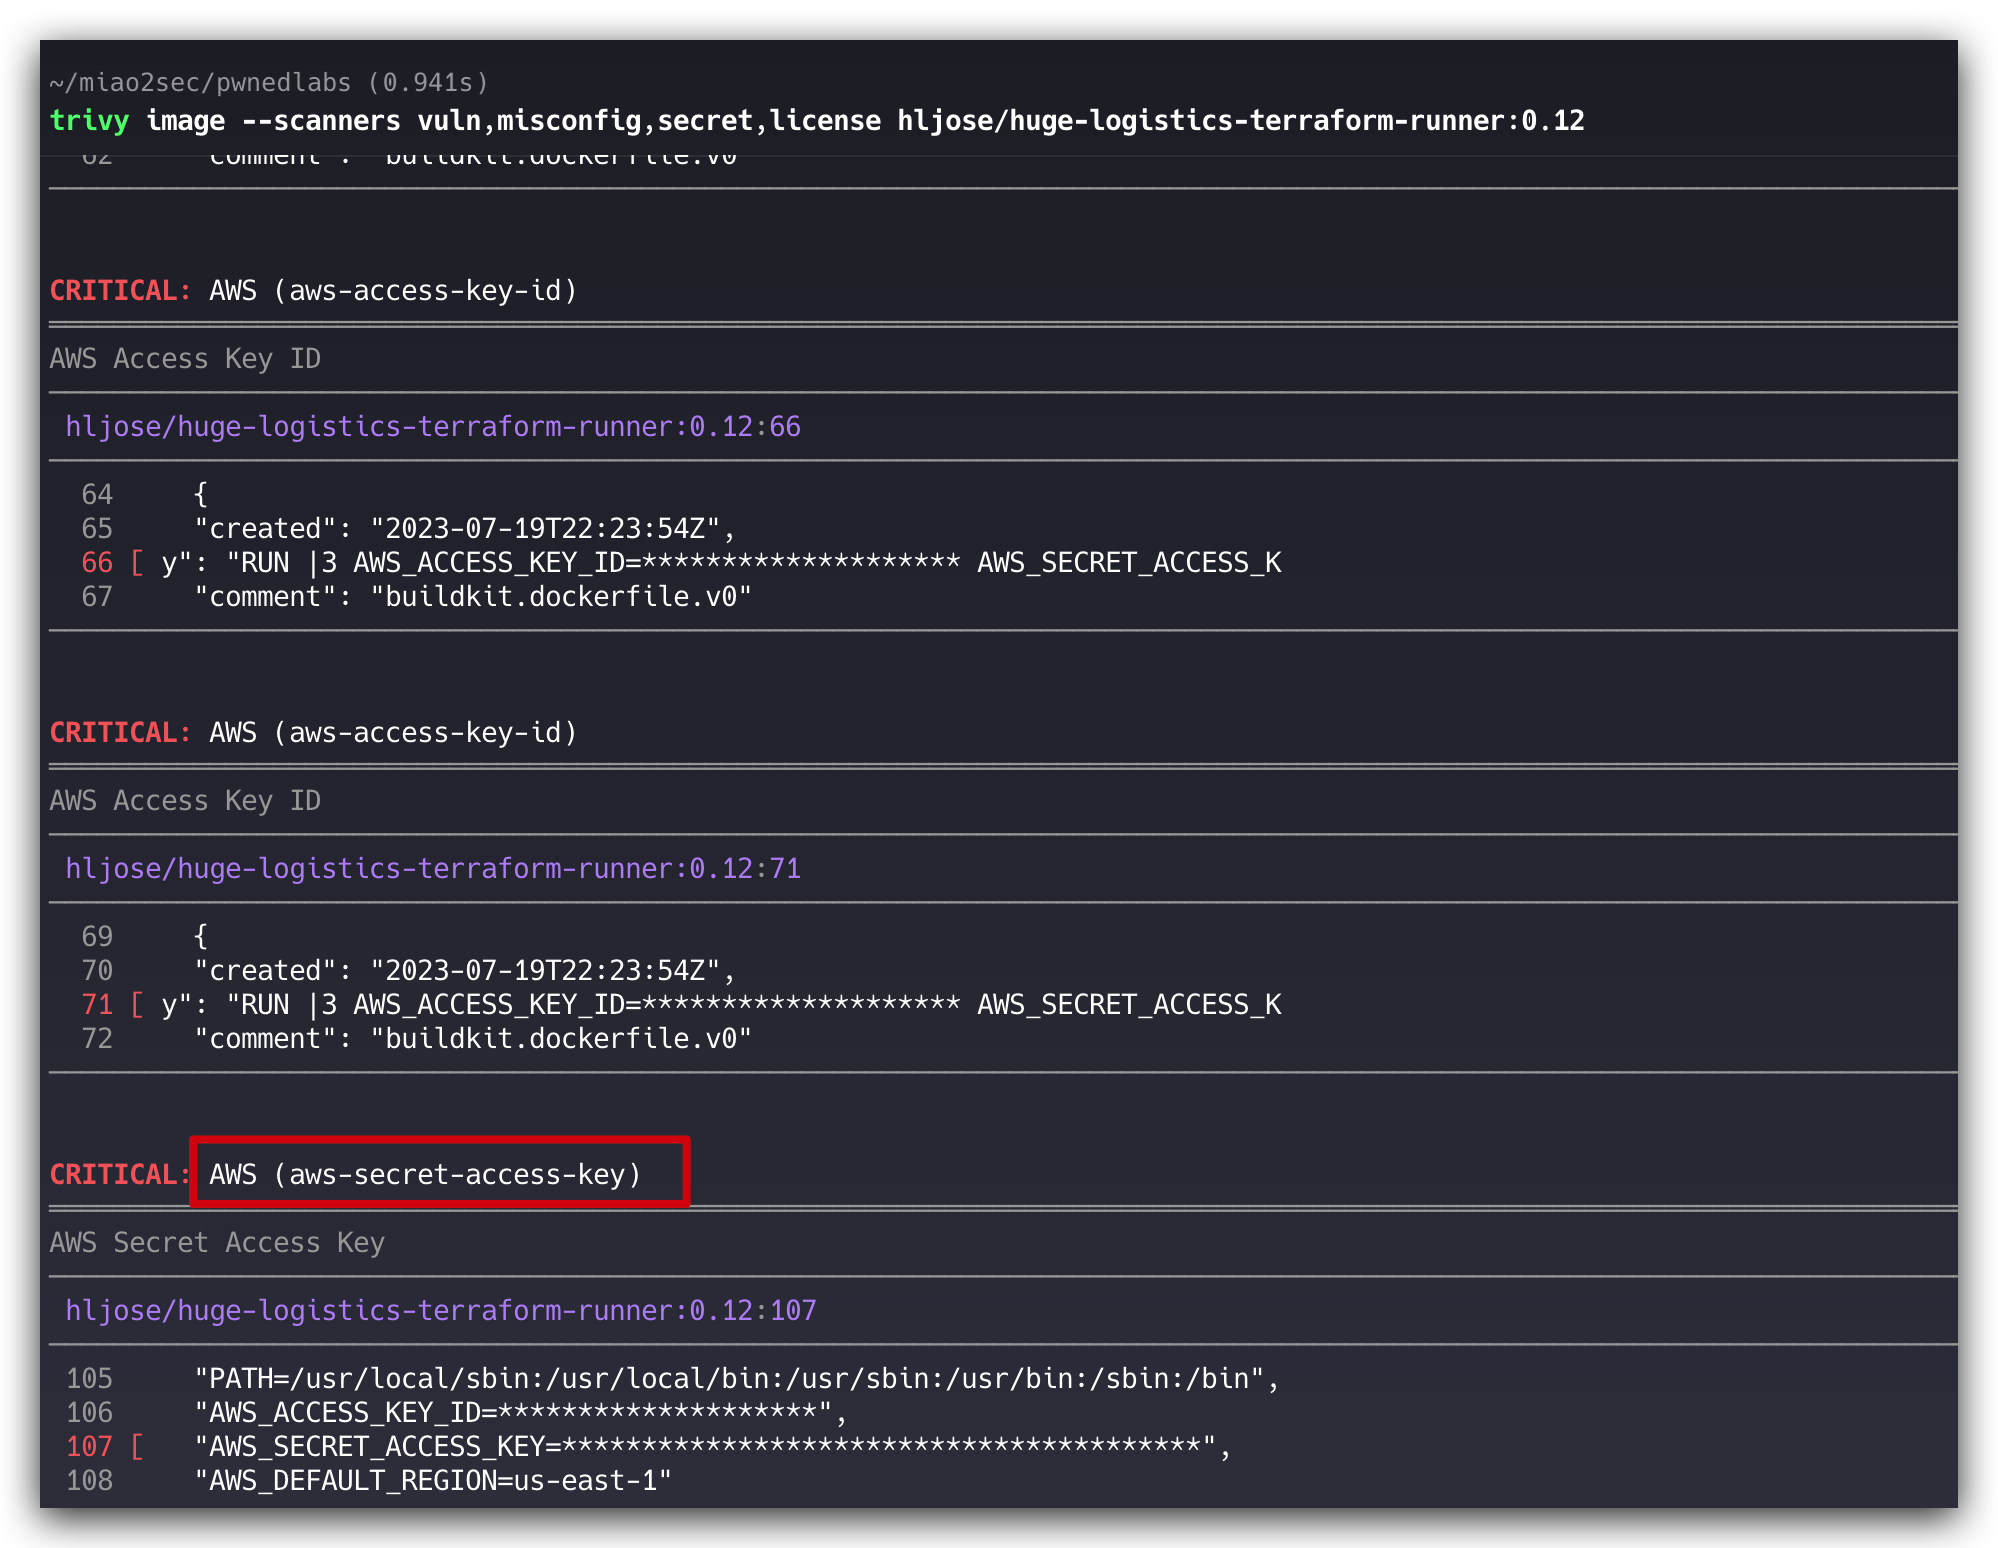 ~/miao2sec/pwnedlabs (0.941s)
trivy image --scanners vuln,misconfig,secret,license hljose/huge-logistics-terraform-runner:0.12
62 "comment": "buildkit.dockerfile.v0"
CRITICAL: AWS (aws-access-key-id)
AWS Access Key ID
hljose/huge-logistics-terraform-runner:0.12:66
64 {
65 "created": "2023-07-19T22:23:54Z",
66 [ y": "RUN |3 AWS_ACCESS_KEY_ID=******************** AWS_SECRET_ACCESS_K
67 "comment": "buildkit.dockerfile.v0"
CRITICAL: AWS (aws-access-key-id)
AWS Access Key ID
hljose/huge-logistics-terraform-runner:0.12:71
69 {
70 "created": "2023-07-19T22:23:54Z",
71 [ y": "RUN |3 AWS_ACCESS_KEY_ID=******************** AWS_SECRET_ACCESS_K
72 "comment": "buildkit.dockerfile.v0"
CRITICAL: AWS (aws-secret-access-key)
AWS Secret Access Key
hljose/huge-logistics-terraform-runner:0.12:107
105 "PATH=/usr/local/sbin:/usr/local/bin:/usr/sbin:/usr/bin:/sbin:/bin",
106 "AWS_ACCESS_KEY_ID=********************",
107 [ "AWS_SECRET_ACCESS_KEY=****************************************",
108 "AWS_DEFAULT_REGION=us-east-1"